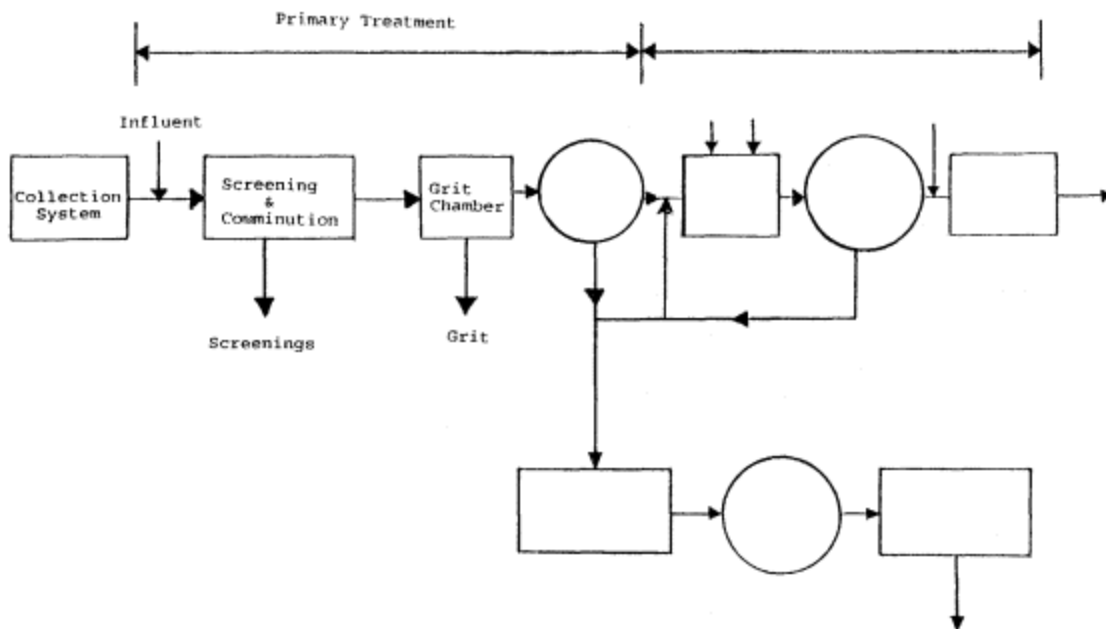 Primary Treatment
Influent
Collection
System
Screening
&
Comminution
Grit
Chamber
Screenings
Grit